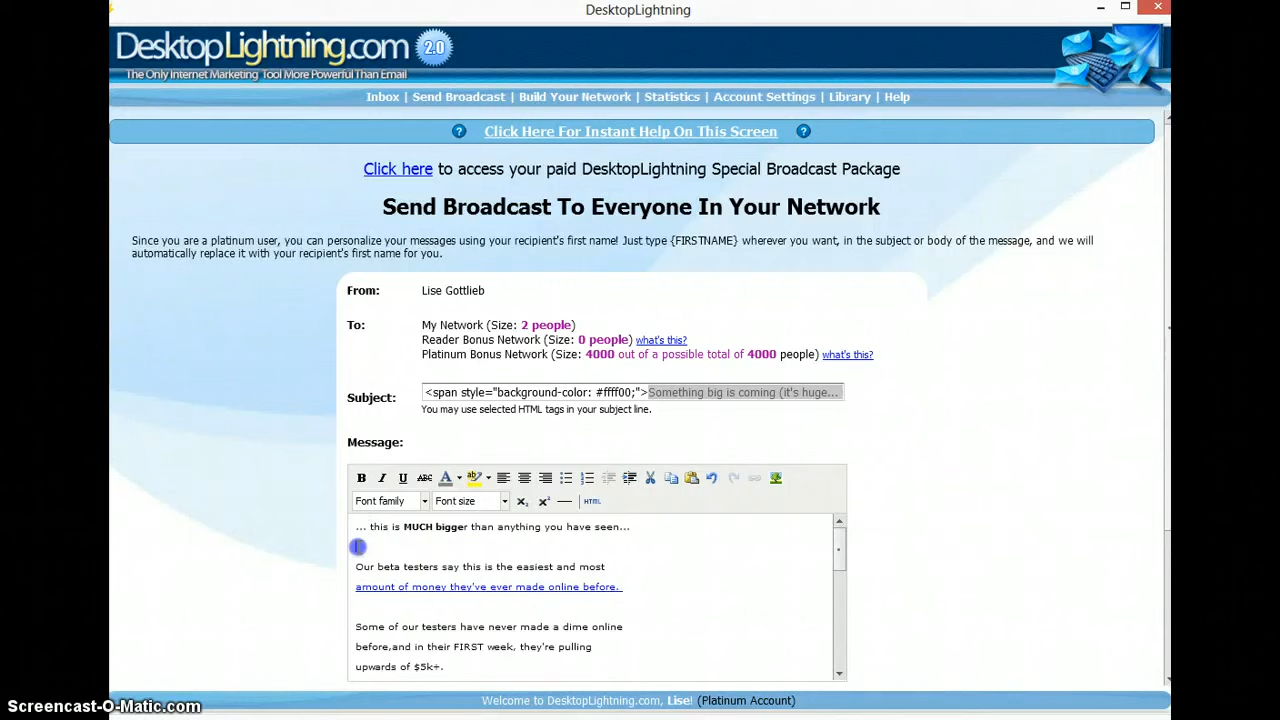 DesktopLightning
DesktopLightning.com 2.0
The Only Internet Marketing Tool More Powerful Than Email
Inbox | Send Broadcast | Build Your Network | Statistics | Account Settings | Library | Help
? Click Here For Instant Help On This Screen ?
Click here to access your paid DesktopLightning Special Broadcast Package
Send Broadcast To Everyone In Your Network
Since you are a platinum user, you can personalize your messages using your recipient's first name! Just type {FIRSTNAME} wherever you want, in the subject or body of the message, and we will
automatically replace it with your recipient's first name for you.
From: Lise Gottlieb
To: My Network (Size: 2 people)
Reader Bonus Network (Size: 0 people) what's this?
Platinum Bonus Network (Size: 4000 out of a possible total of 4000 people) what's this?
Subject: <span style="background-color: #ffff00;">Something big is coming (it's huge...
You may use selected HTML tags in your subject line.
Message:
B I U ABC A ab
Font family Font size x₂ x² — HTML
... this is MUCH bigger than anything you have seen...
Our beta testers say this is the easiest and most
amount of money they've ever made online before.
Some of our testers have never made a dime online
before,and in their FIRST week, they're pulling
upwards of $5k+.
Welcome to DesktopLightning.com, Lise! (Platinum Account)
Screencast-O-Matic.com